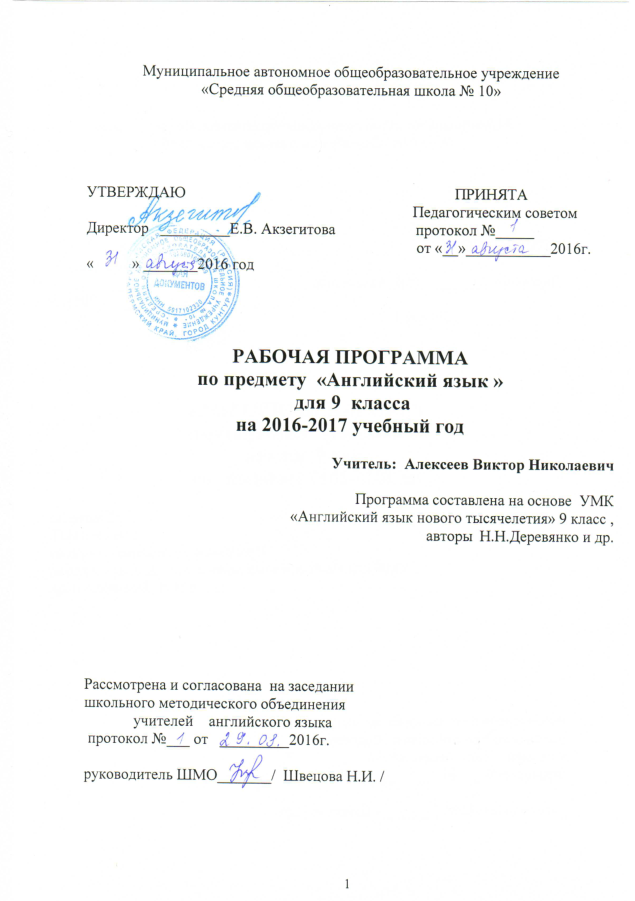 Муниципальное автономное общеобразовательное учреждение
«Средняя общеобразовательная школа № 10»
УТВЕРЖДАЮ
Акзегитов
Директор __________Е.В. Акзегитова
« 31 » августа 2016 год
ДОКУМЕНТОВ
ПРИНЯТА
Педагогическим советом
протокол № 1
от «31» августа 2016г.
РАБОЧАЯ ПРОГРАММА
по предмету «Английский язык »
для 9 класса
на 2016-2017 учебный год
Учитель: Алексеев Виктор Николаевич
Программа составлена на основе УМК
«Английский язык нового тысячелетия» 9 класс ,
авторы Н.Н.Деревянко и др.
Рассмотрена и согласована на заседании
школьного методического объединения
учителей английского языка
протокол № 1 от 29. 08. 2016г.
руководитель ШМО_______/ Швецова Н.И. /
1